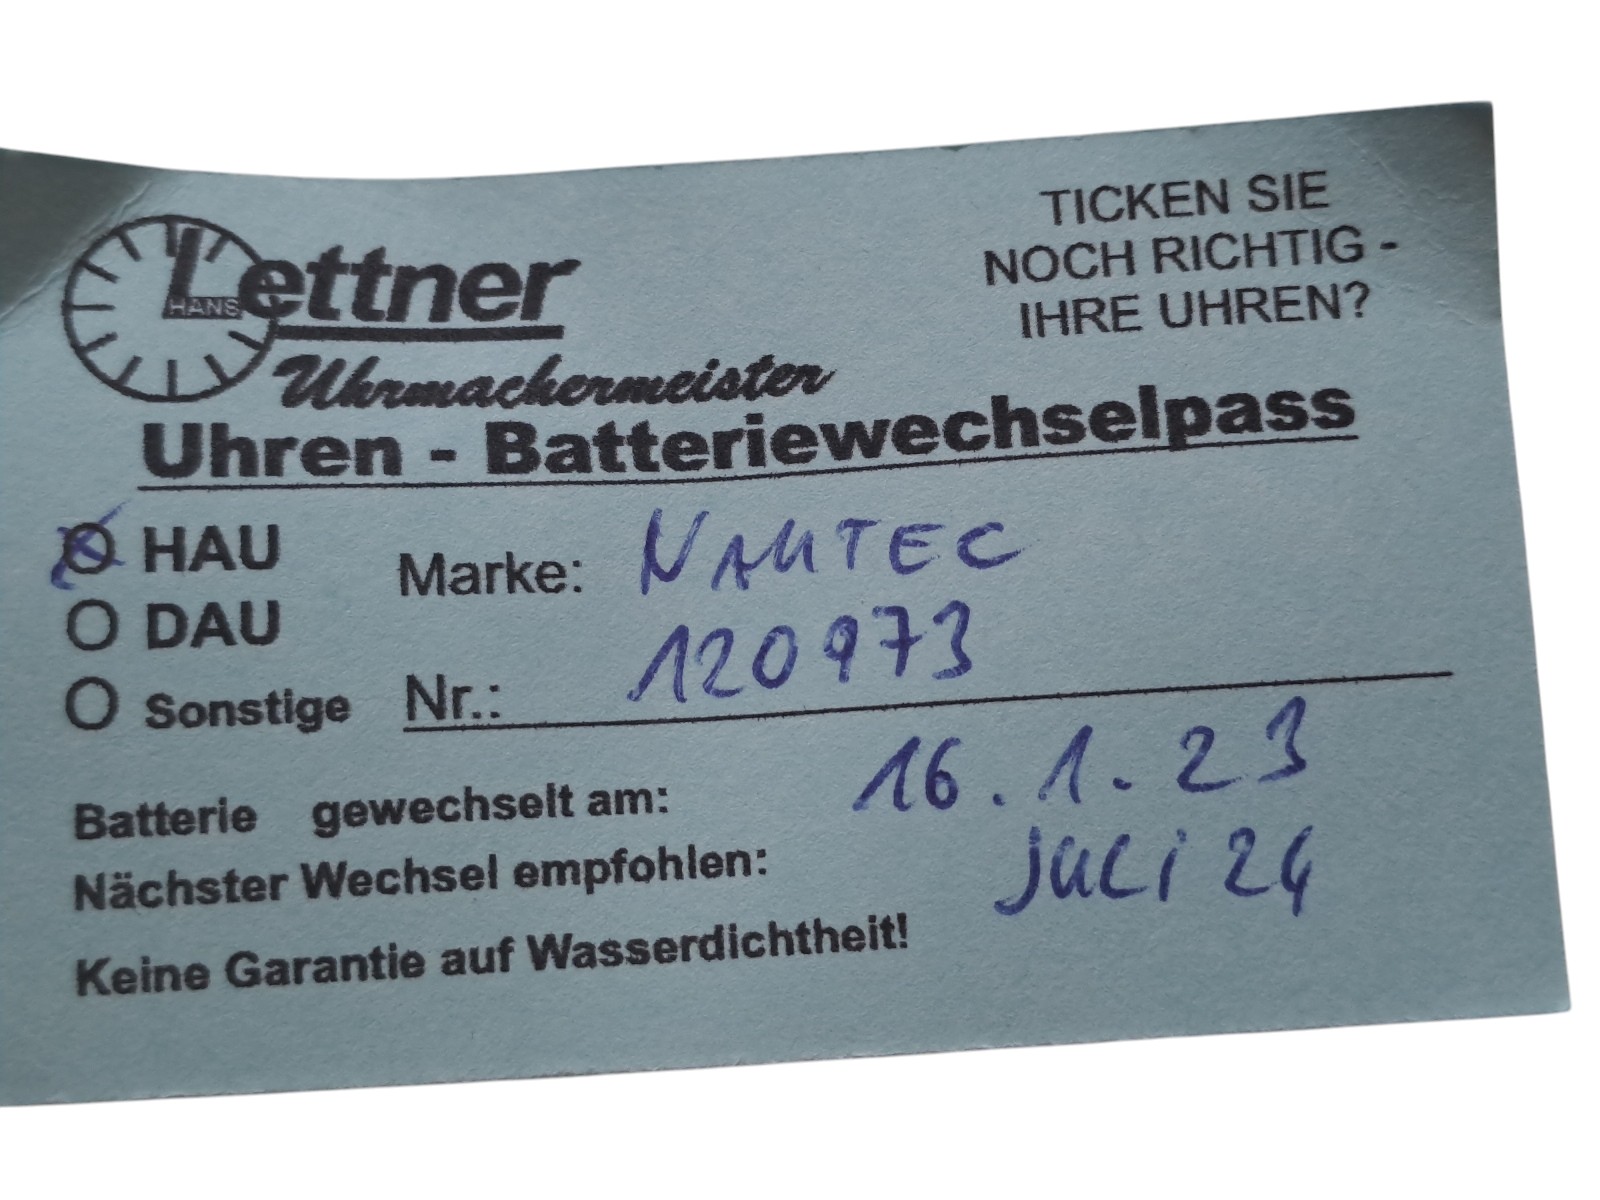 Lettner
HANS
Uhrmachermeister
TICKEN SIE
NOCH RICHTIG -
IHRE UHREN?
Uhren - Batteriewechselpass
HAU
DAU
Sonstige
Marke: NAUTEC
Nr.: 120973
Batterie gewechselt am: 16.1.23
Nächster Wechsel empfohlen: Juli 24
Keine Garantie auf Wasserdichtheit!